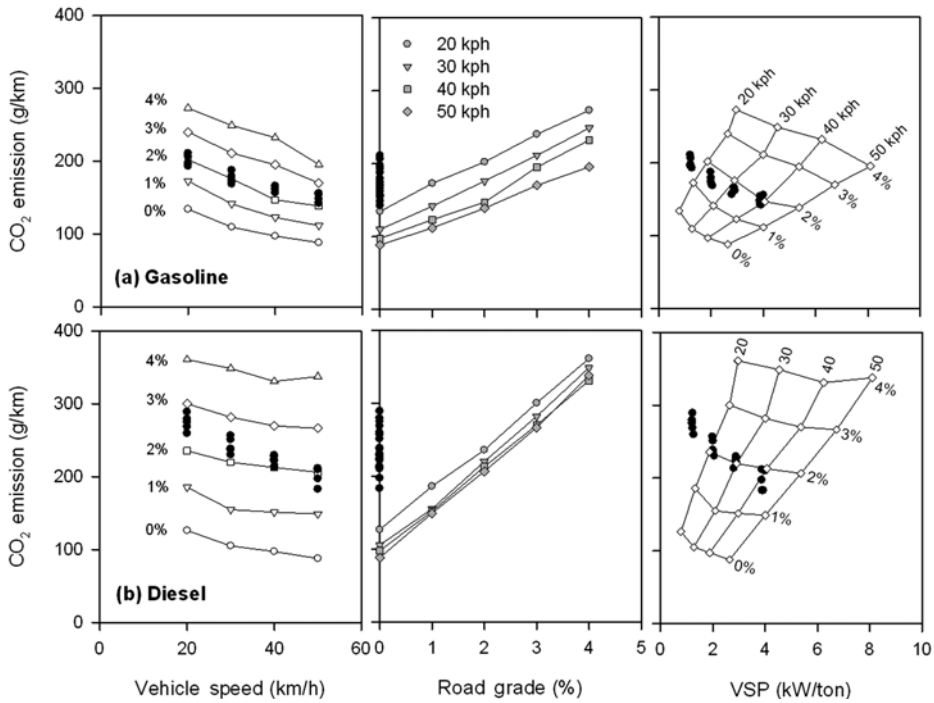 CO2 emission (g/km)
400
300
200
100
0
4%
3%
2%
1%
0%
(a) Gasoline
20 kph
30 kph
40 kph
50 kph
20 kph
30 kph
40 kph
50 kph
4%
3%
2%
1%
0%
CO2 emission (g/km)
400
300
200
100
0
4%
3%
2%
1%
0%
(b) Diesel
20
30
40
50
4%
3%
2%
1%
0%
0 20 40 60
0 1 2 3 4 5
0 2 4 6 8 10
Vehicle speed (km/h)
Road grade (%)
VSP (kW/ton)